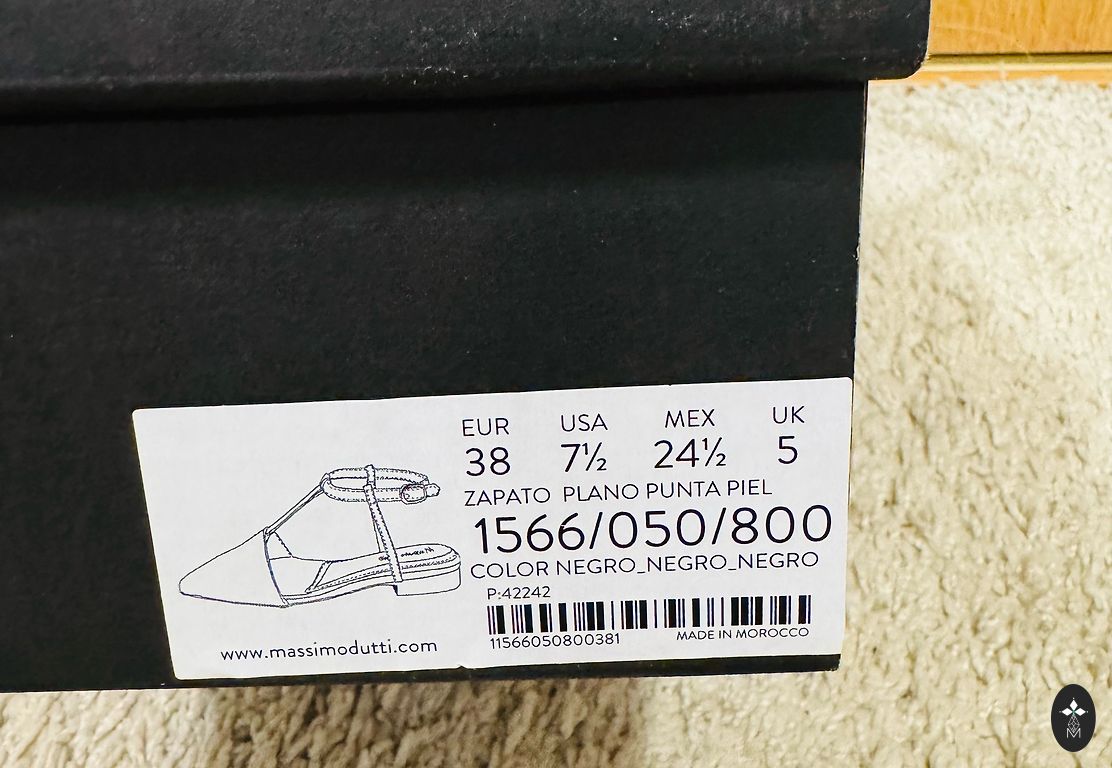 EUR USA MEX UK
38 7½ 24½ 5
ZAPATO PLANO PUNTA PIEL
1566/050/800
COLOR NEGRO_NEGRO_NEGRO
P:42242
11566050800381 MADE IN MOROCCO
www.massimodutti.com
M